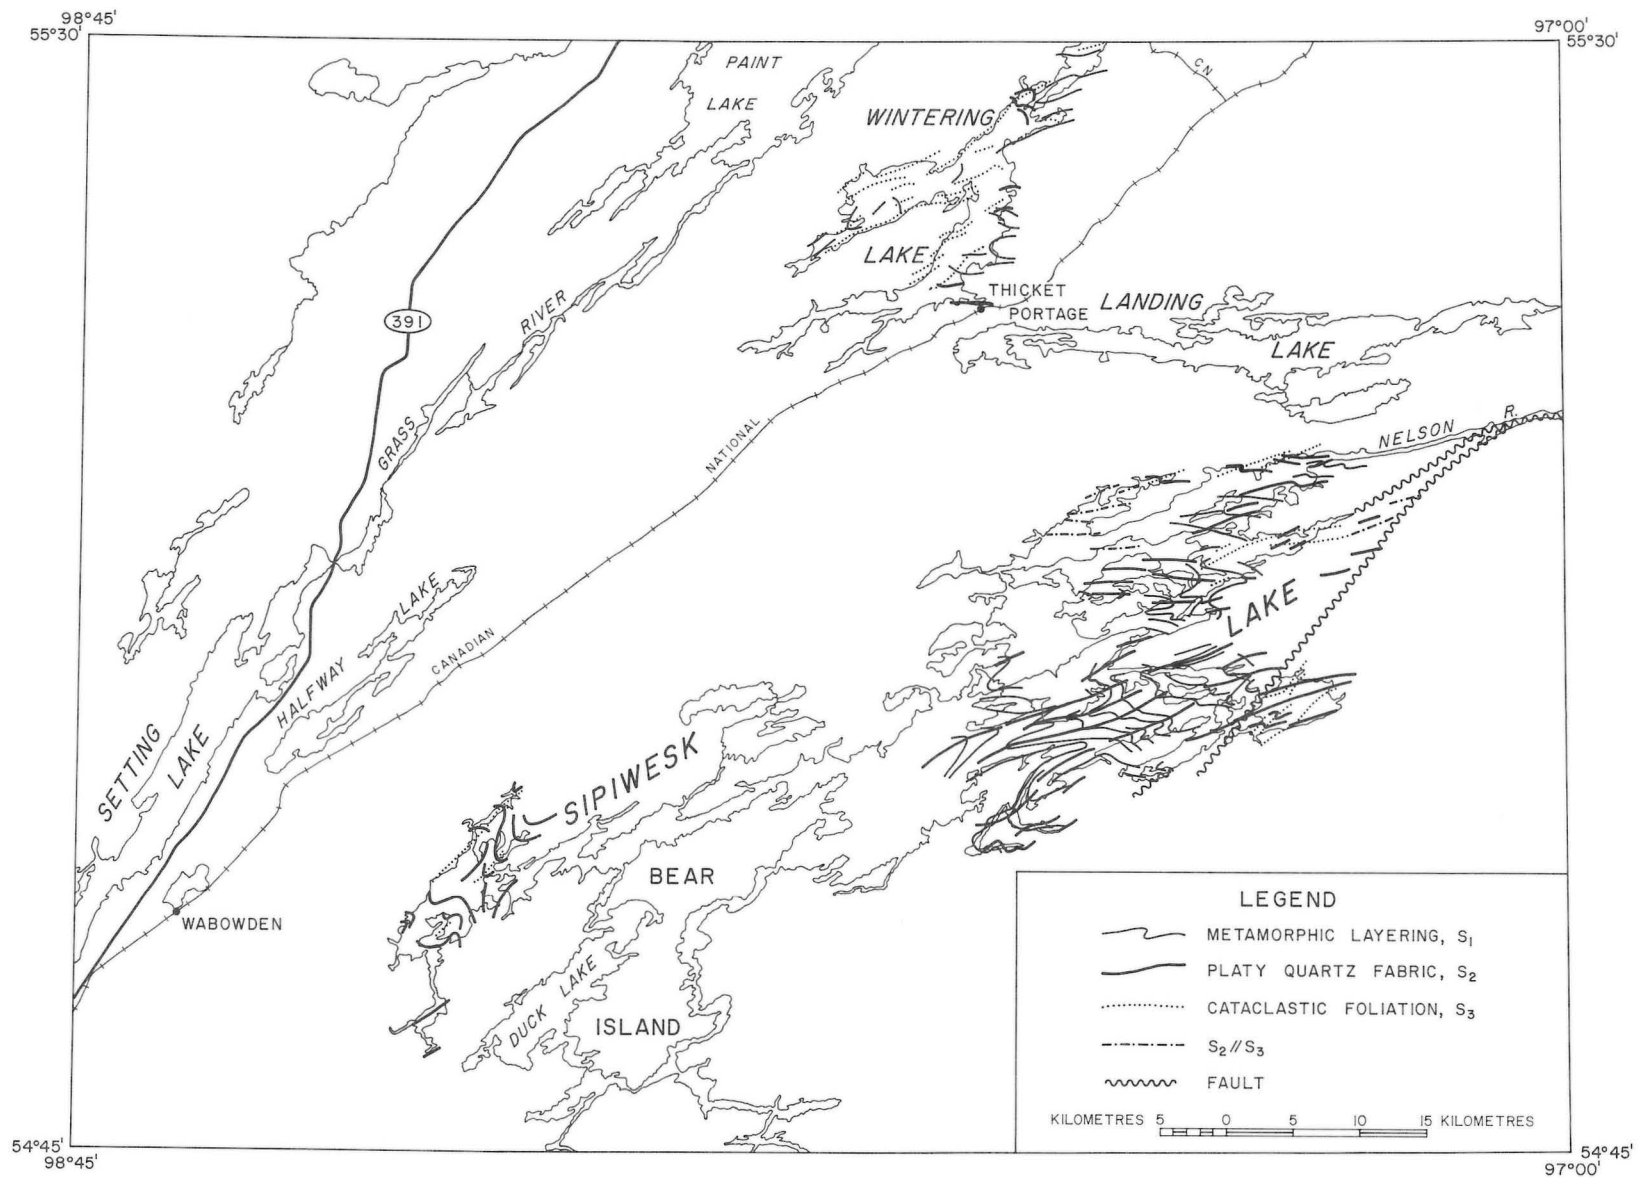 98°45'
55°30'
97°00'
55°30'
PAINT
LAKE
CN
WINTERING
LAKE
THICKET
PORTAGE
LANDING
LAKE
391
GRASS RIVER
NELSON R.
CANADIAN NATIONAL
SETTING
LAKE
HALFWAY LAKE
SIPIWESK LAKE
BEAR
ISLAND
DUCK LAKE
WABOWDEN
LEGEND
METAMORPHIC LAYERING, S1
PLATY QUARTZ FABRIC, S2
CATACLASTIC FOLIATION, S3
S2//S3
FAULT
KILOMETRES 5 0 5 10 15 KILOMETRES
54°45'
98°45'
54°45'
97°00'